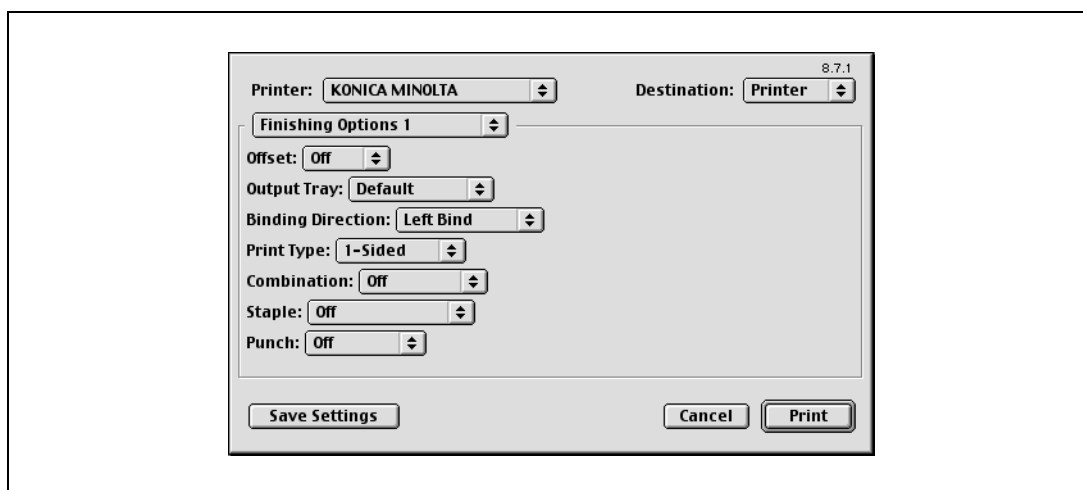 8.7.1
Printer: KONICA MINOLTA Destination: Printer
Finishing Options 1
Offset: Off
Output Tray: Default
Binding Direction: Left Bind
Print Type: 1-Sided
Combination: Off
Staple: Off
Punch: Off
Save Settings Cancel Print